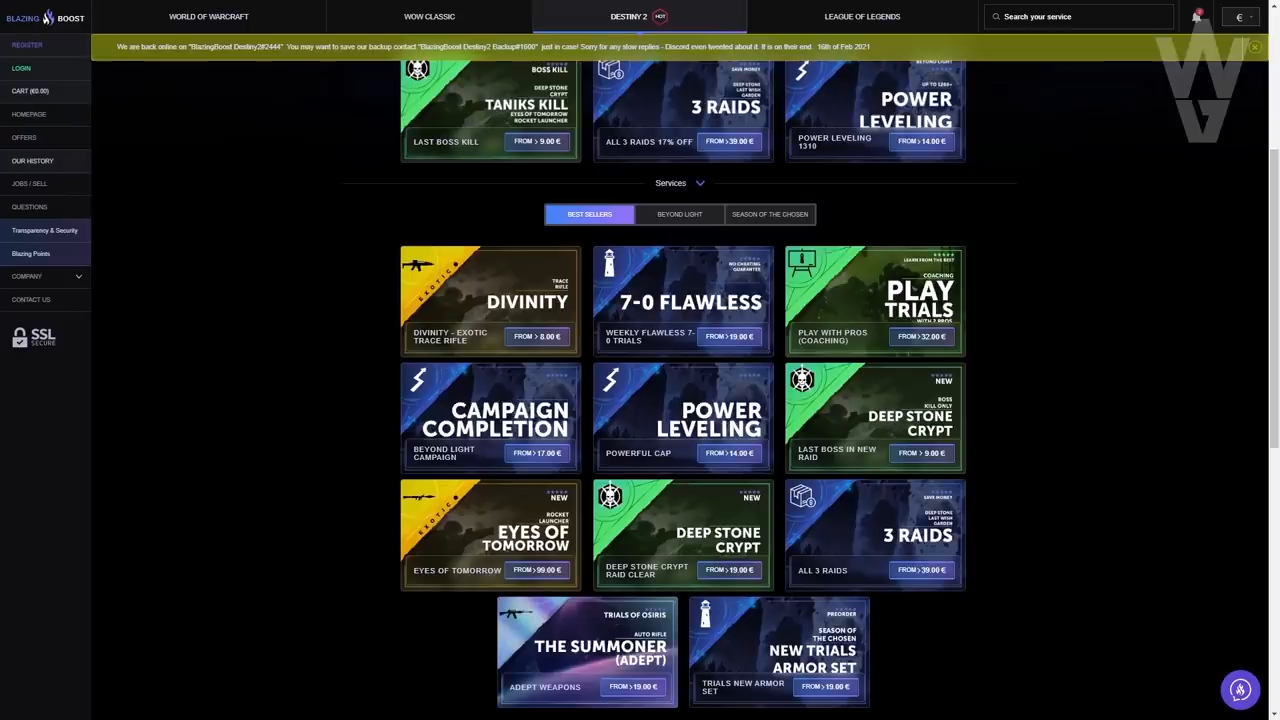 BLAZING BOOST
WORLD OF WARCRAFT
WOW CLASSIC
DESTINY 2 HOT
LEAGUE OF LEGENDS
Search your service
€
We are back online on "BlazingBoost Destiny2#2444" You may want to save our backup contact "BlazingBoost Destiny2 Backup#1600" just in case! Sorry for any slow replies - Discord even tweeted about it. It is on their end. 16th of Feb 2021
WG
REGISTER
LOGIN
CART (EMPTY)
HOMEPAGE
OFFERS
OUR HISTORY
JOBS / SELL
QUESTIONS
Transparency & Security
Blazing Points
COMPANY
CONTACT US
SSL
SECURE
BOSS KILL
DEEP STONE
CRYPT
TANIKS KILL
EYES OF TOMORROW
ROCKET LAUNCHER
LAST BOSS KILL
FROM > 9.00 €
SAVE MONEY
DEEP STONE
LAST WISH
GARDEN
3 RAIDS
ALL 3 RAIDS 17% OFF
FROM >39.00 €
BEYOND LIGHT
UP TO 1260+
POWER
LEVELING
POWER LEVELING
1310
FROM >14.00 €
Services
BEST SELLERS
BEYOND LIGHT
SEASON OF THE CHOSEN
EXOTIC
TRACE
RIFLE
DIVINITY
DIVINITY - EXOTIC
TRACE RIFLE
FROM > 8.00 €
NO CHEATING
GUARANTEE
7-0 FLAWLESS
WEEKLY FLAWLESS 7-
0 TRIALS
FROM >19.00 €
LEARN FROM THE BEST
COACHING
PLAY
TRIALS
WITH 2 PROS
PLAY WITH PROS
(COACHING)
FROM >32.00 €
CAMPAIGN
COMPLETION
BEYOND LIGHT
CAMPAIGN
FROM >17.00 €
POWER
LEVELING
POWERFUL CAP
FROM >14.00 €
NEW
BOSS
KILL ONLY
DEEP STONE
CRYPT
LAST BOSS IN NEW
RAID
FROM > 9.00 €
EXOTIC
NEW
ROCKET
LAUNCHER
EYES OF
TOMORROW
EYES OF TOMORROW
FROM >99.00 €
NEW
DEEP STONE
CRYPT
DEEP STONE CRYPT
RAID CLEAR
FROM >19.00 €
SAVE MONEY
DEEP STONE
LAST WISH
GARDEN
3 RAIDS
ALL 3 RAIDS
FROM >39.00 €
TRIALS OF OSIRIS
AUTO RIFLE
THE SUMMONER
(ADEPT)
ADEPT WEAPONS
FROM >19.00 €
PREORDER
SEASON OF
THE CHOSEN
NEW TRIALS
ARMOR SET
TRIALS NEW ARMOR
SET
FROM >19.00 €